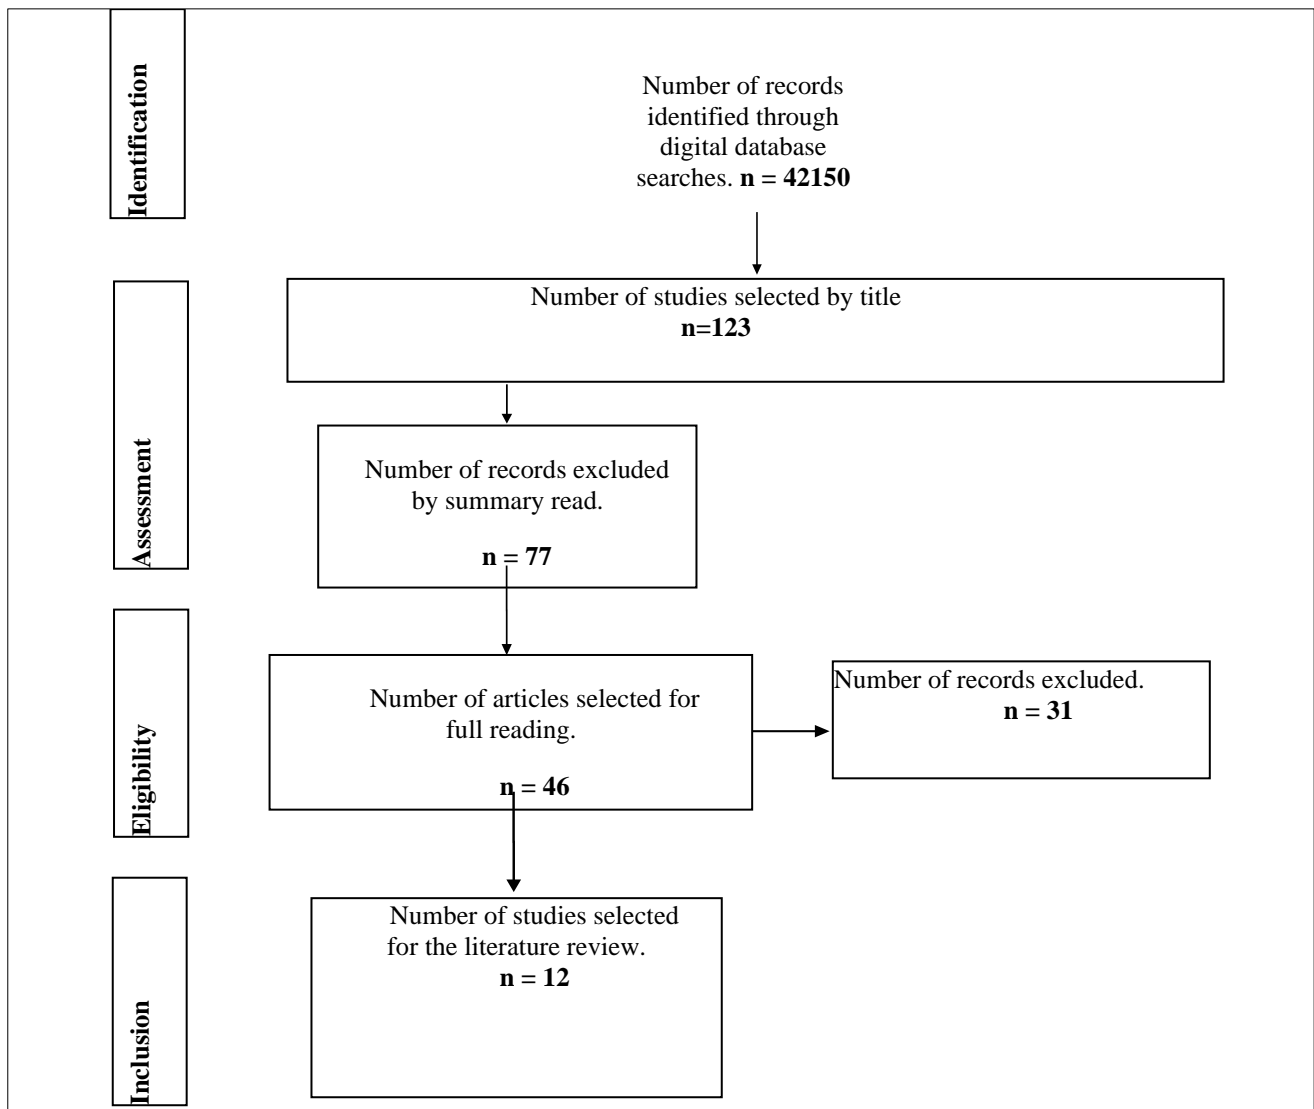 Identification
Number of records
identified through
digital database
searches. n = 42150
Assessment
Number of studies selected by title
n=123
Number of records excluded
by summary read.
n = 77
Eligibility
Number of articles selected for
full reading.
n = 46
Number of records excluded.
n = 31
Inclusion
Number of studies selected
for the literature review.
n = 12